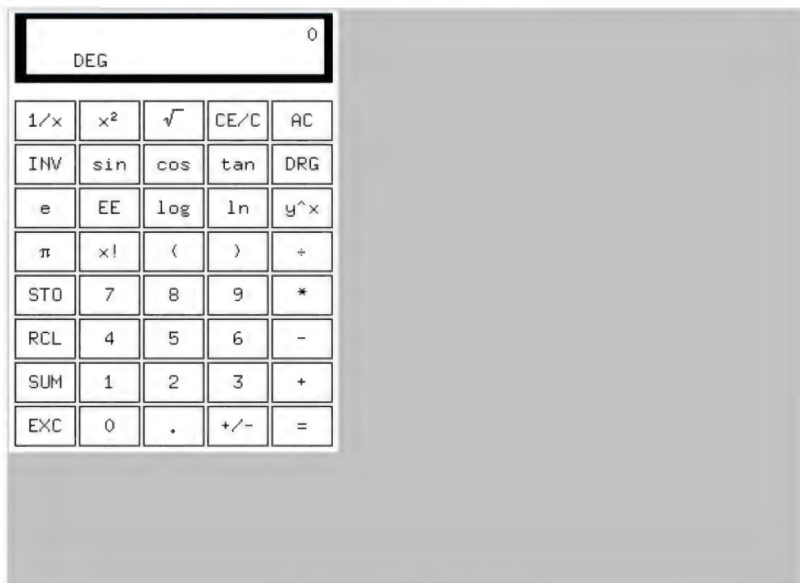 0
DEG
1/x x² √ CE/C AC
INV sin cos tan DRG
e EE log ln y^x
π x! ( ) ÷
STO 7 8 9 *
RCL 4 5 6 -
SUM 1 2 3 +
EXC 0 . +/- =